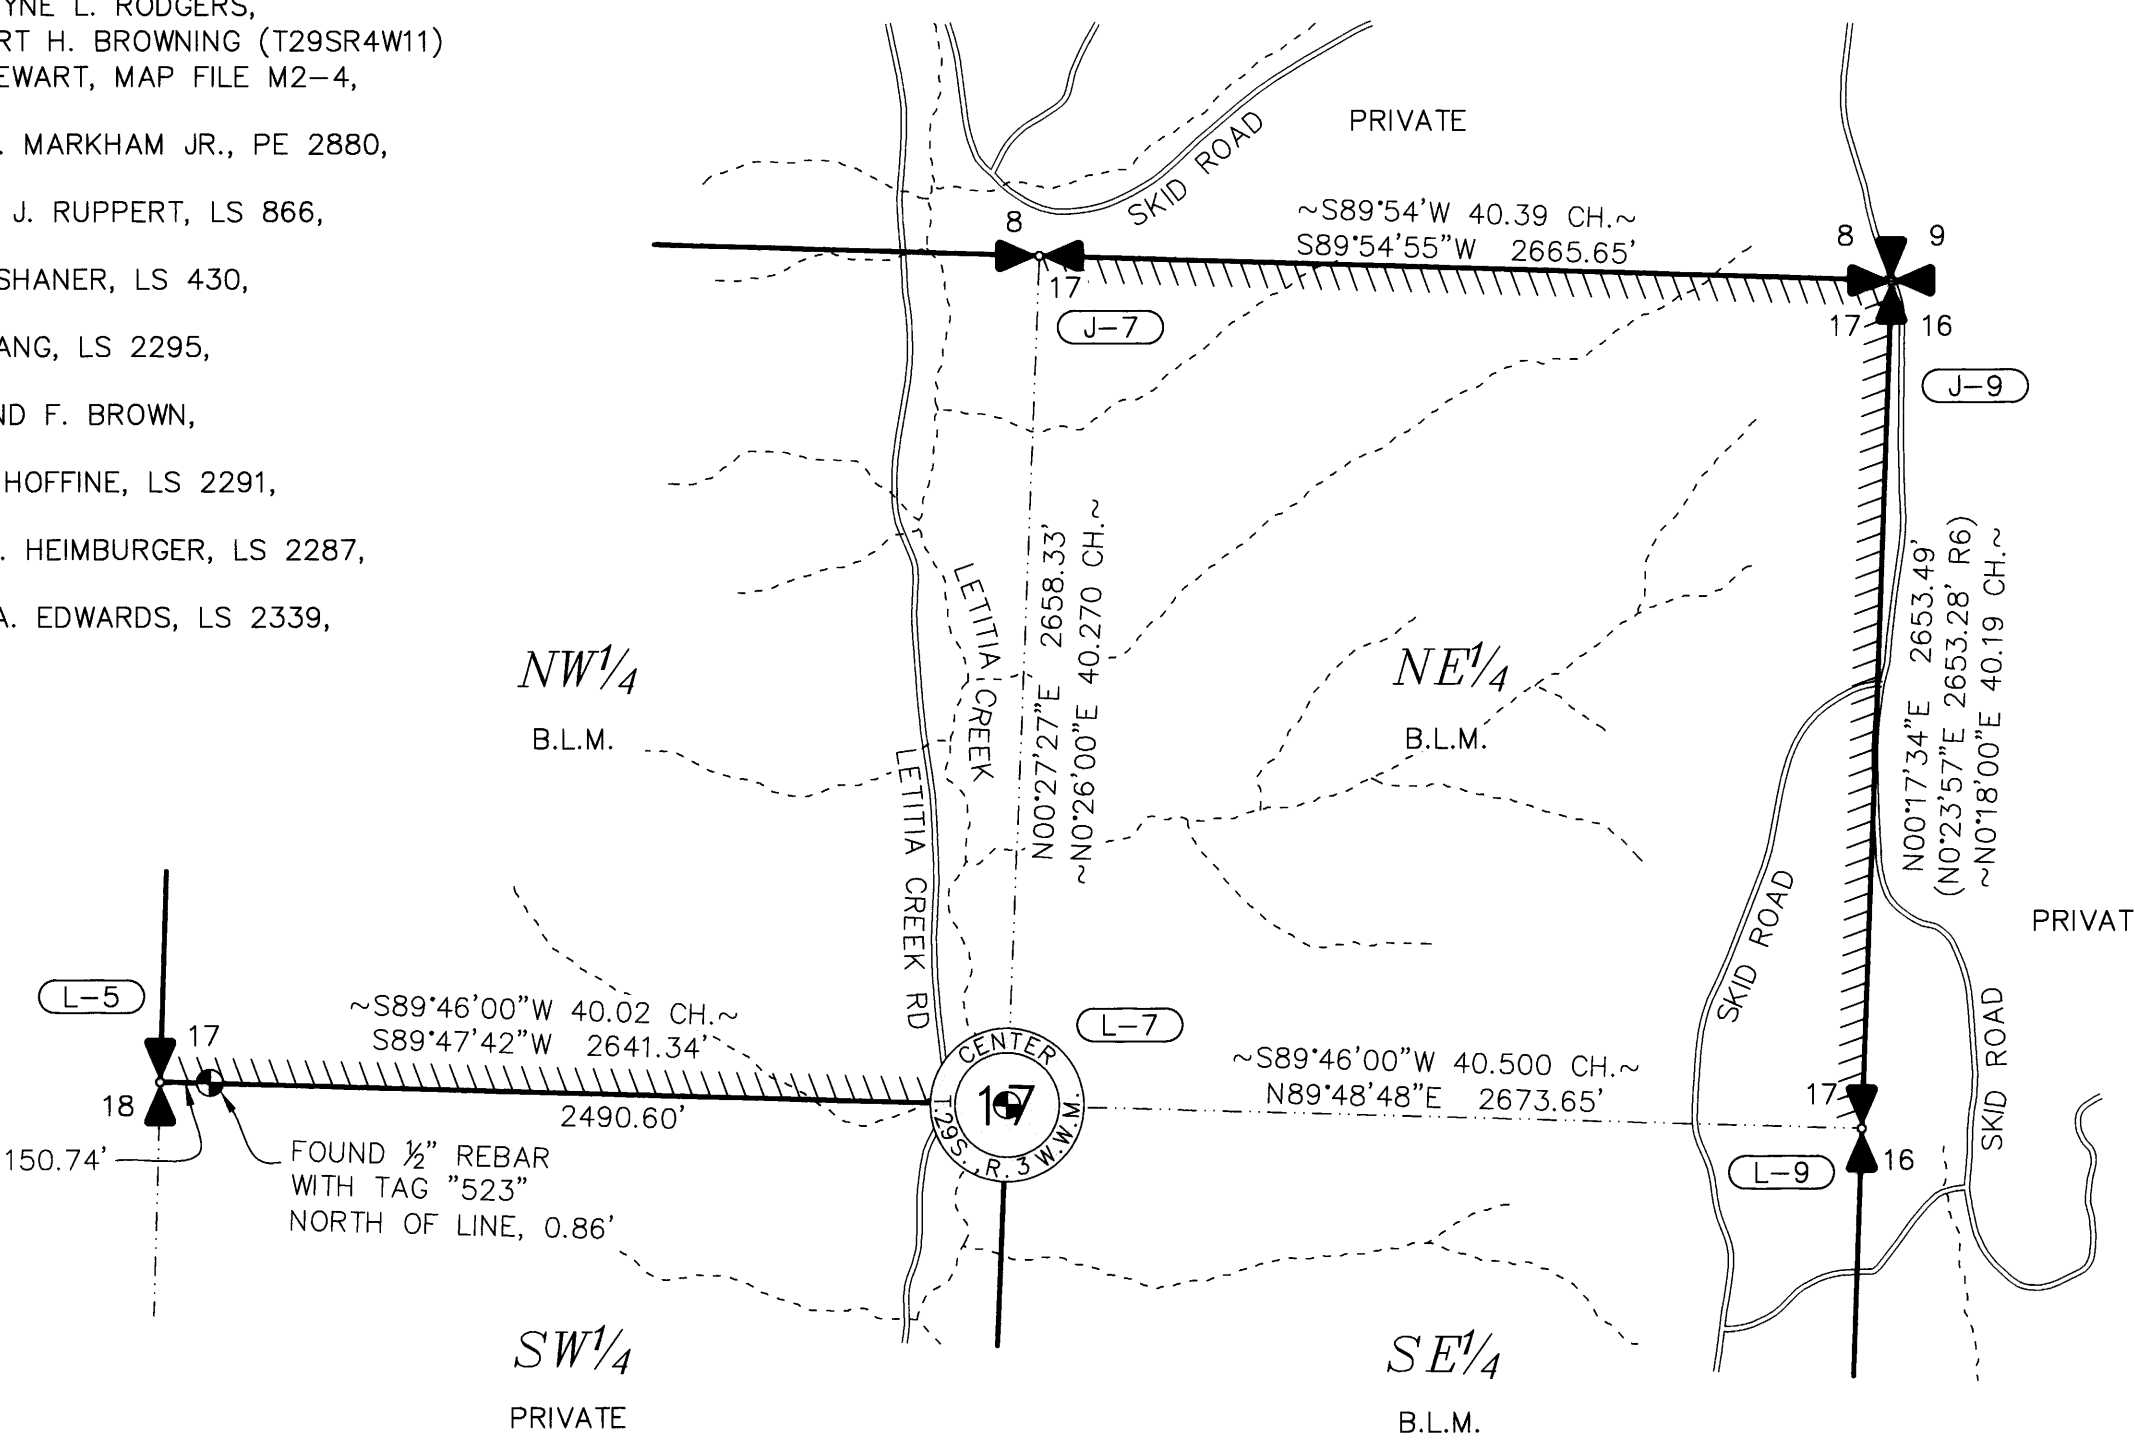 YNE L. RODGERS,
RT H. BROWNING (T29SR4W11)
EWART, MAP FILE M2-4,
. MARKHAM JR., PE 2880,
J. RUPPERT, LS 866,
SHANER, LS 430,
ANG, LS 2295,
ND F. BROWN,
HOFFINE, LS 2291,
. HEIMBURGER, LS 2287,
A. EDWARDS, LS 2339,
PRIVATE
SKID ROAD
~S89°54'W 40.39 CH.~
S89°54'55"W 2665.65'
8
17
J-7
8
9
17
16
J-9
LETITIA CREEK
LETITIA CREEK RD
N00°27'27"E 2658.33'
~N0°26'00"E 40.270 CH.~
NW1/4
B.L.M.
NE1/4
B.L.M.
N00°17'34"E 2653.49'
(N0°23'57"E 2653.28' R6)
~N0°18'00"E 40.19 CH.~
PRIVAT
SKID ROAD
SKID ROAD
L-5
17
18
~S89°46'00"W 40.02 CH.~
S89°47'42"W 2641.34'
2490.60'
150.74'
FOUND ½" REBAR
WITH TAG "523"
NORTH OF LINE, 0.86'
CENTER
17
T.29S., R.3W.W.M.
L-7
~S89°46'00"W 40.500 CH.~
N89°48'48"E 2673.65'
17
16
L-9
SW1/4
PRIVATE
SE1/4
B.L.M.